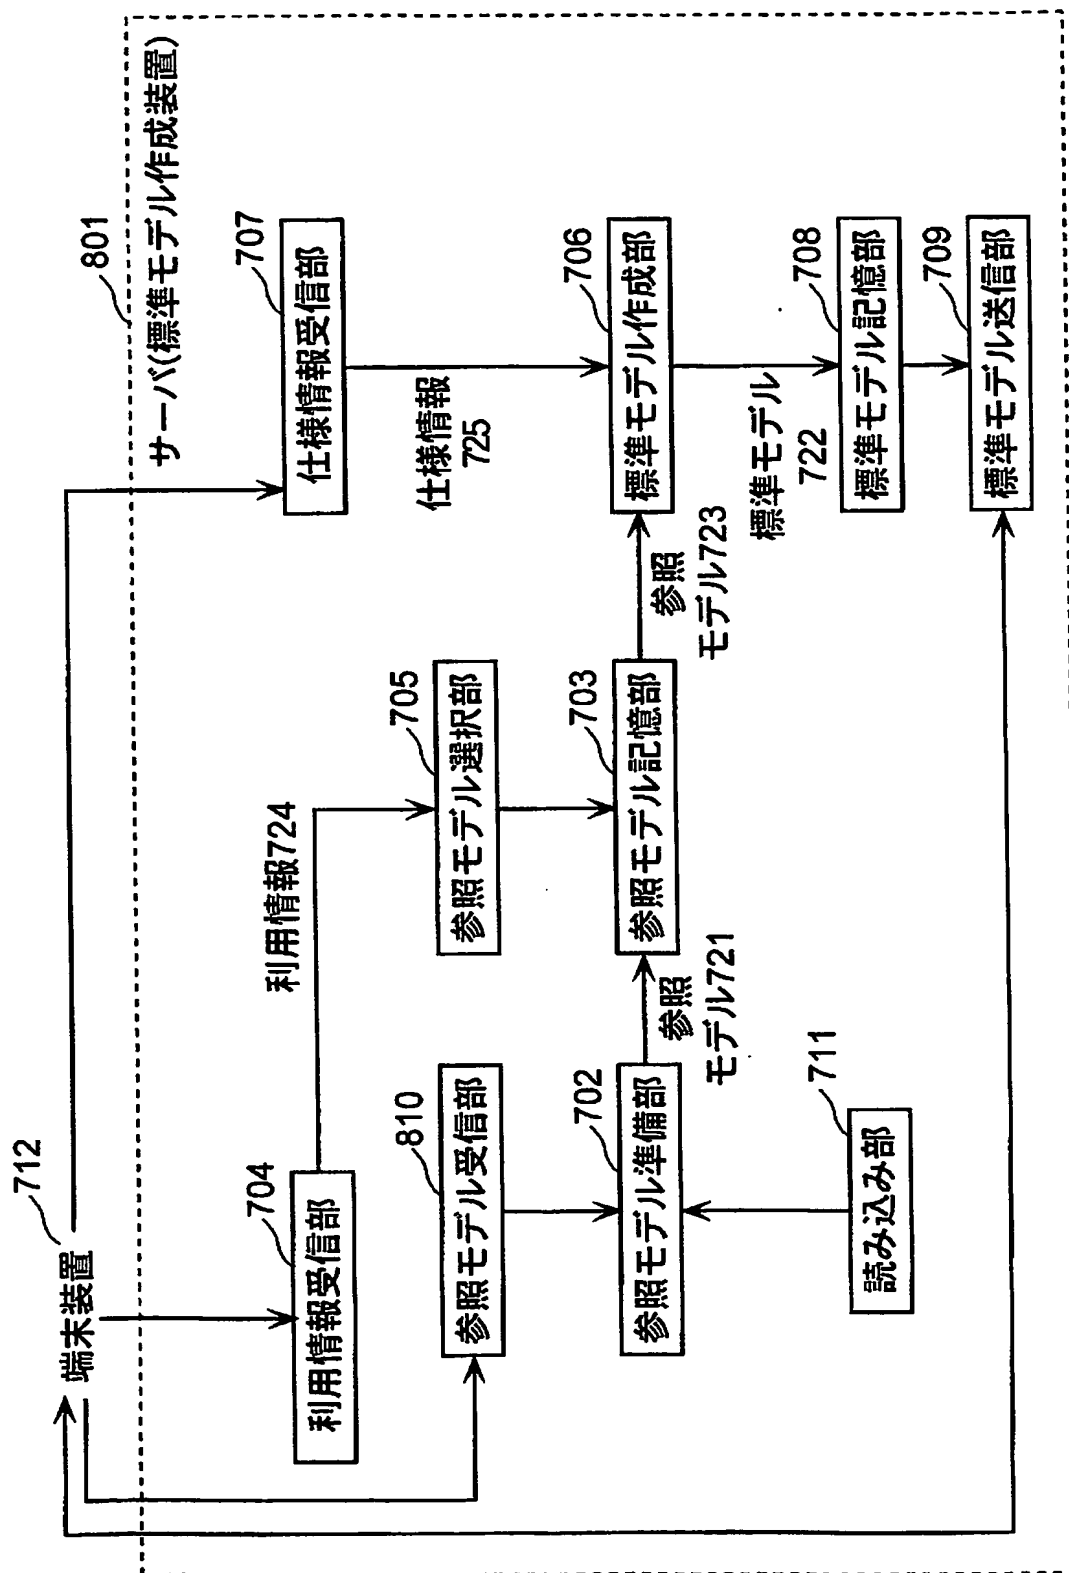 712
端末装置
801
サーバ(標準モデル作成装置)
704
利用情報受信部
利用情報724
707
仕様情報受信部
810
参照モデル受信部
705
参照モデル選択部
仕様情報
725
702
参照モデル準備部
参照
モデル721
703
参照モデル記憶部
参照
モデル723
706
標準モデル作成部
標準モデル
722
711
読み込み部
708
標準モデル記憶部
709
標準モデル送信部